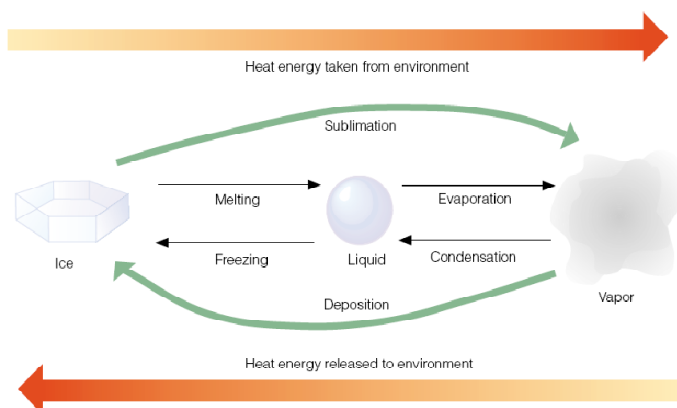 Heat energy taken from environment
Sublimation
Melting
Evaporation
Ice
Freezing
Liquid
Condensation
Vapor
Deposition
Heat energy released to environment